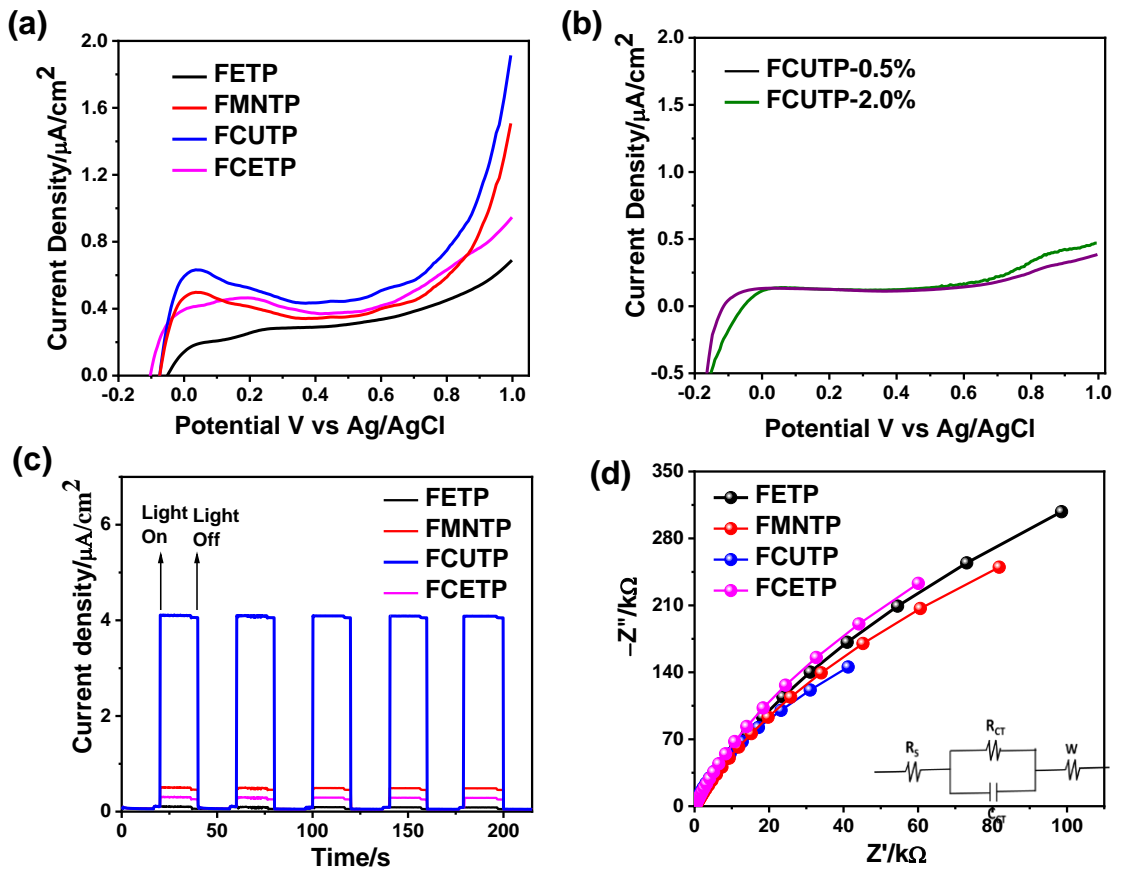 (a)
2.0
1.6
1.2
0.8
0.4
0.0
Current Density/μA/cm2
FETP
FMNTP
FCUTP
FCETP
-0.2 0.0 0.2 0.4 0.6 0.8 1.0
Potential V vs Ag/AgCl
(b)
2.0
1.5
1.0
0.5
0.0
-0.5
Current Density/μA/cm2
FCUTP-0.5%
FCUTP-2.0%
-0.2 0.0 0.2 0.4 0.6 0.8 1.0
Potential V vs Ag/AgCl
(c)
6
4
2
0
Current density/μA/cm2
Light
On
Light
Off
FETP
FMNTP
FCUTP
FCETP
0 50 100 150 200
Time/s
(d)
350
280
210
140
70
0
−Z''/kΩ
FETP
FMNTP
FCUTP
FCETP
RS
RCT
CCT
W
0 20 40 60 80 100
Z'/kΩ